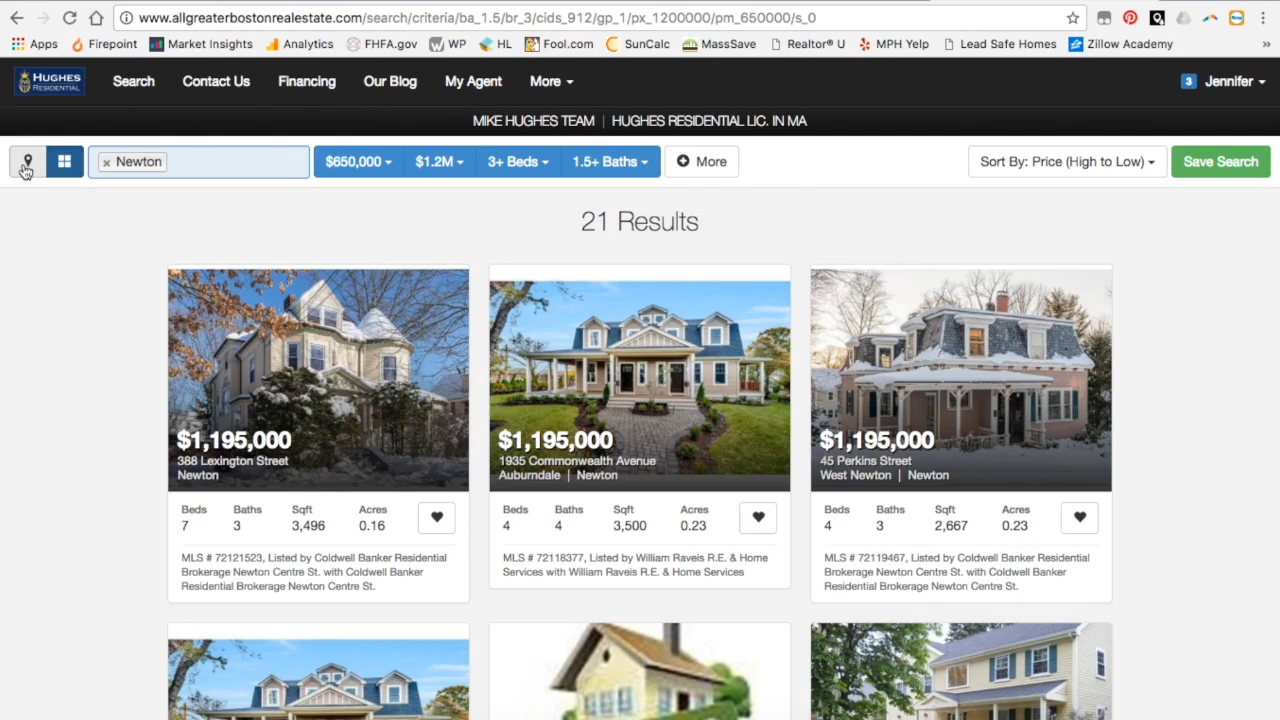 www.allgreaterbostonrealestate.com/search/criteria/ba_1.5/br_3/cids_912/gp_1/px_1200000/pm_650000/s_0
Apps Firepoint Market Insights Analytics FHFA.gov WP HL Fool.com SunCalc MassSave Realtor® U MPH Yelp Lead Safe Homes Zillow Academy »
HUGHES
RESIDENTIAL
Search Contact Us Financing Our Blog My Agent More 3 Jennifer
MIKE HUGHES TEAM | HUGHES RESIDENTIAL LIC. IN MA
× Newton $650,000 $1.2M 3+ Beds 1.5+ Baths More Sort By: Price (High to Low) Save Search
21 Results
$1,195,000
388 Lexington Street
Newton
Beds Baths Sqft Acres
7 3 3,496 0.16
MLS # 72121523, Listed by Coldwell Banker Residential
Brokerage Newton Centre St. with Coldwell Banker
Residential Brokerage Newton Centre St.
$1,195,000
1935 Commonwealth Avenue
Auburndale | Newton
Beds Baths Sqft Acres
4 4 3,500 0.23
MLS # 72118377, Listed by William Raveis R.E. & Home
Services with William Raveis R.E. & Home Services
$1,195,000
45 Perkins Street
West Newton | Newton
Beds Baths Sqft Acres
4 3 2,667 0.23
MLS # 72119467, Listed by Coldwell Banker Residential
Brokerage Newton Centre St. with Coldwell Banker
Residential Brokerage Newton Centre St.